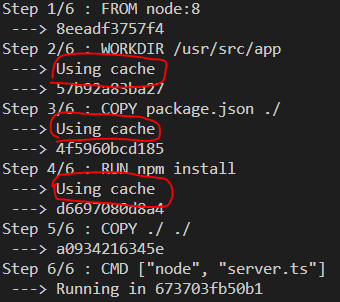 Step 1/6 : FROM node:8
 ---> 8eeadf3757f4
Step 2/6 : WORKDIR /usr/src/app
 ---> Using cache
 ---> 57b92a83ba27
Step 3/6 : COPY package.json ./
 ---> Using cache
 ---> 4f5960bcd185
Step 4/6 : RUN npm install
 ---> Using cache
 ---> d6697080d8a4
Step 5/6 : COPY ./ ./
 ---> a0934216345e
Step 6/6 : CMD ["node", "server.ts"]
 ---> Running in 673703fb50b1